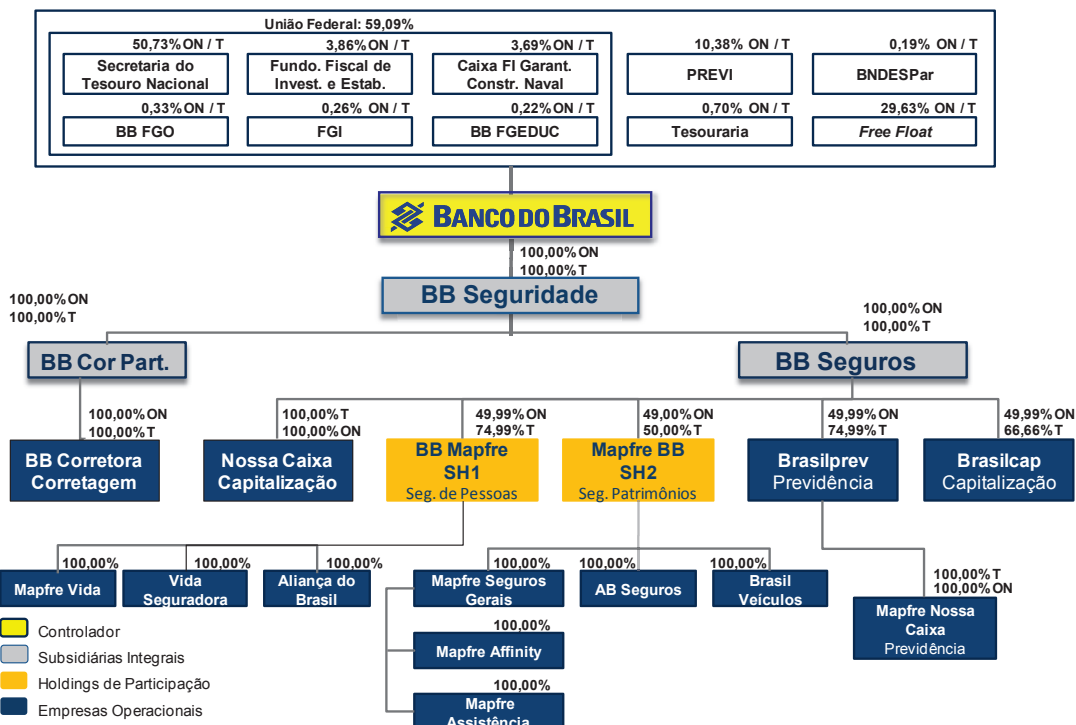 União Federal: 59,09%
50,73%ON / T
3,86%ON / T
3,69%ON / T
10,38% ON / T
0,19% ON / T
Secretaria do
Tesouro Nacional
Fundo. Fiscal de
Invest. e Estab.
Caixa FI Garant.
Constr. Naval
PREVI
BNDESPar
0,33%ON / T
0,26% ON / T
0,22%ON / T
0,70% ON / T
29,63% ON / T
BB FGO
FGI
BB FGEDUC
Tesouraria
Free Float
BANCO DO BRASIL
100,00%ON
100,00%T
BB Seguridade
100,00%ON
100,00%T
100,00%ON
100,00%T
BB Cor Part.
BB Seguros
100,00%ON
100,00%T
100,00%T
100,00%ON
49,99%ON
74,99%T
49,00%ON
50,00%T
49,99%ON
74,99%T
49,99%ON
66,66%T
BB Corretora
Corretagem
Nossa Caixa
Capitalização
BB Mapfre
SH1
Seg. de Pessoas
Mapfre BB
SH2
Seg. Patrimônios
Brasilprev
Previdência
Brasilcap
Capitalização
100,00%
100,00%
100,00%
100,00%
100,00%
100,00%
100,00%T
100,00%ON
Mapfre Vida
Vida
Seguradora
Aliança do
Brasil
Mapfre Seguros
Gerais
AB Seguros
Brasil
Veículos
Mapfre Nossa
Caixa
Previdência
100,00%
Mapfre Affinity
100,00%
Mapfre
Assistência
Controlador
Subsidiárias Integrais
Holdings de Participação
Empresas Operacionais